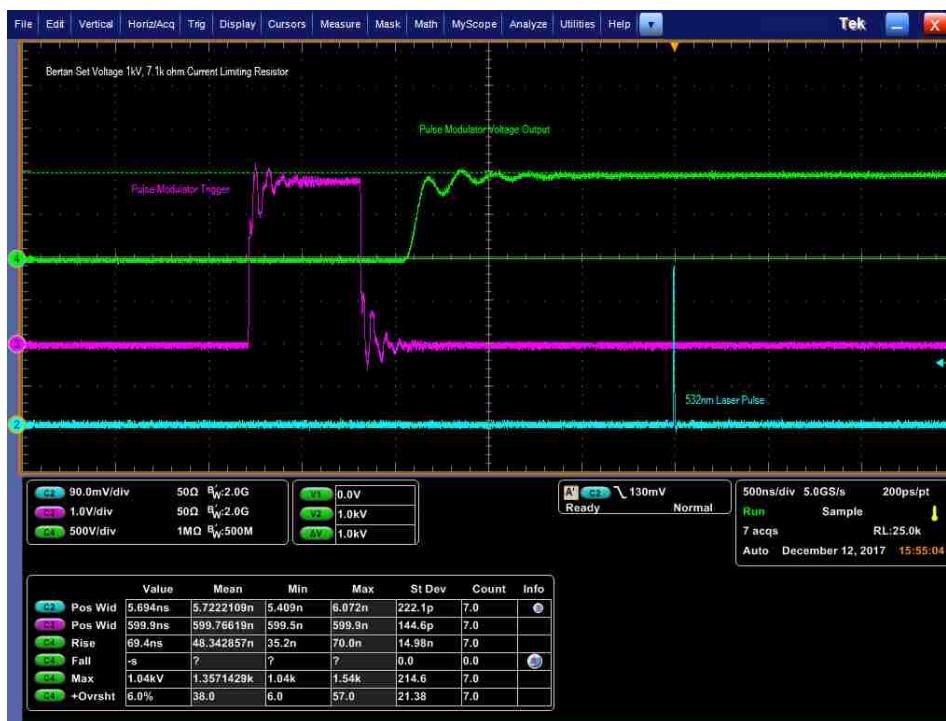 File Edit Vertical Horiz/Acq Trig Display Cursors Measure Mask Math MyScope Analyze Utilities Help Tek X
Bertan Set Voltage 1kV, 7.1k ohm Current Limiting Resistor
Pulse Modulator Voltage Output
Pulse Modulator Trigger
4
3
532nm Laser Pulse
2
C2 90.0mV/div 50Ω BW:2.0G
C3 1.0V/div 50Ω BW:2.0G
C4 500V/div 1MΩ BW:500M
V1 0.0V
V2 1.0kV
ΔV 1.0kV
A' C2 130mV
Ready Normal
500ns/div 5.0GS/s 200ps/pt
Run Sample
7 acqs RL:25.0k
Auto December 12, 2017 15:55:04
Value Mean Min Max St Dev Count Info
C2 Pos Wid 5.694ns 5.7222109n 5.409n 6.072n 222.1p 7.0
C3 Pos Wid 599.9ns 599.76619n 599.5n 599.9n 144.6p 7.0
C4 Rise 69.4ns 48.342857n 35.2n 70.0n 14.98n 7.0
C4 Fall -s ? ? ? 0.0 0.0
C4 Max 1.04kV 1.3571429k 1.04k 1.54k 214.6 7.0
C4 +Ovrsht 6.0% 38.0 6.0 57.0 21.38 7.0